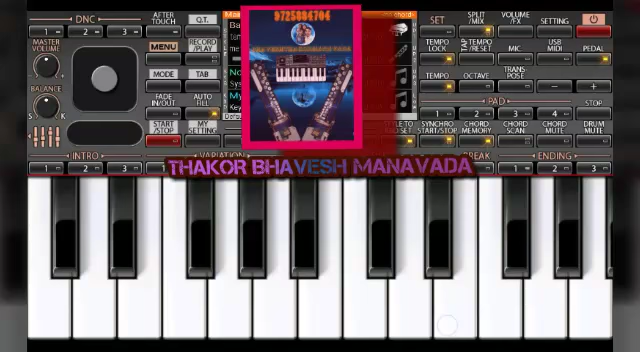 DNC
1 2 3
AFTER TOUCH
Q.T.
MASTER VOLUME
MENU
RECORD /PLAY
MODE
TAB
BALANCE
FADE IN/OUT
AUTO FILL
S K
START /STOP
MY SETTING
INTRO
1 2 3
VARIATION
9725884704
SET
SPLIT /MIX
VOLUME /FX
SETTING
TEMPO LOCK
TAP TEMPO /RESET
MIC
USB MIDI
PEDAL
TEMPO
OCTAVE
TRANS- POSE
− +
PAD
STOP
1 2 3 4
SYNCHRO START/STOP
CHORD MEMORY
CHORD SCAN
CHORD MUTE
DRUM MUTE
BREAK
ENDING
1 2 3
THAKOR BHAVESH MANAVADA